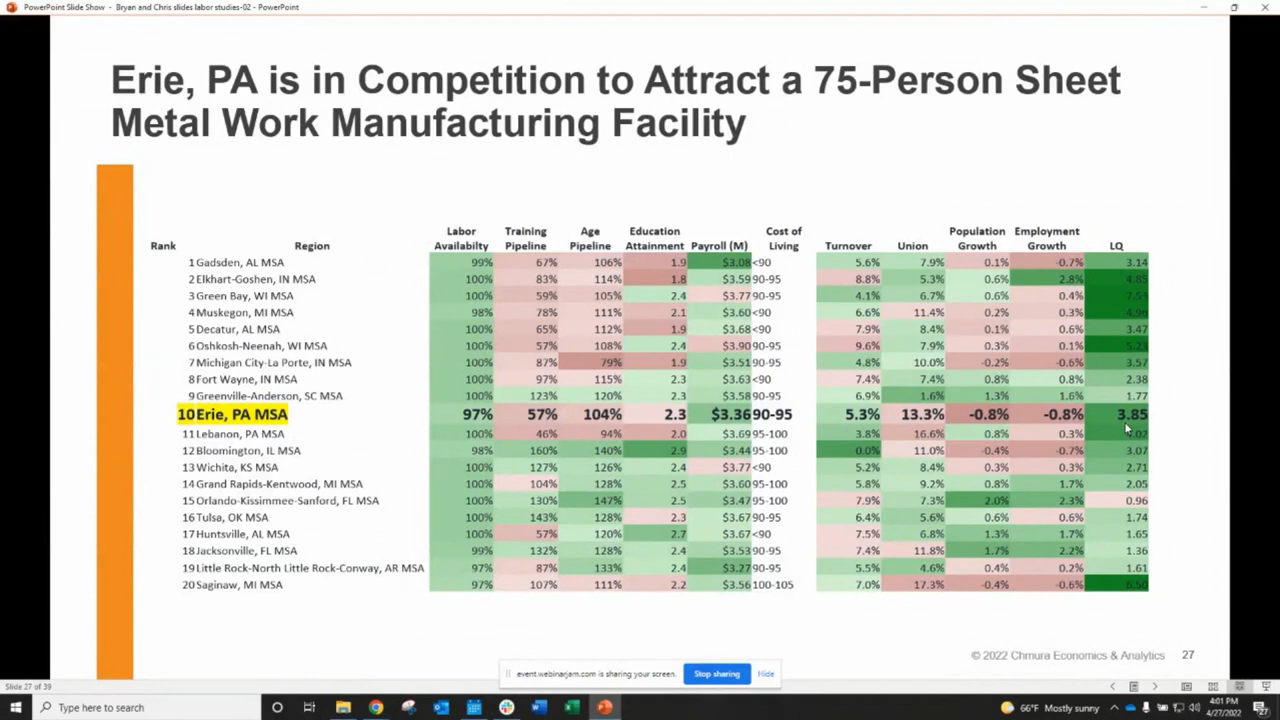 PowerPoint Slide Show - Bryan and Chris slides labor studies-02 - PowerPoint
Erie, PA is in Competition to Attract a 75-Person Sheet
Metal Work Manufacturing Facility
Labor Training Age Education Cost of Population Employment
Rank Region Availabilty Pipeline Pipeline Attainment Payroll (M) Living Turnover Union Growth Growth LQ
1 Gadsden, AL MSA 99% 67% 106% 1.9 $3.08 <90 5.6% 7.9% 0.1% -0.7% 3.14
2 Elkhart-Goshen, IN MSA 100% 83% 114% 1.8 $3.59 90-95 8.8% 5.3% 0.6% 2.8% 4.85
3 Green Bay, WI MSA 100% 59% 105% 2.4 $3.77 90-95 4.1% 6.7% 0.6% 0.4% 7.53
4 Muskegon, MI MSA 98% 78% 111% 2.1 $3.60 <90 6.6% 11.4% 0.2% 0.3% 4.96
5 Decatur, AL MSA 100% 65% 112% 1.9 $3.68 <90 7.9% 8.4% 0.1% 0.6% 3.47
6 Oshkosh-Neenah, WI MSA 100% 57% 108% 2.4 $3.90 90-95 9.6% 7.9% 0.3% 0.1% 5.23
7 Michigan City-La Porte, IN MSA 100% 87% 79% 1.9 $3.51 90-95 4.8% 10.0% -0.2% -0.6% 3.57
8 Fort Wayne, IN MSA 100% 97% 115% 2.3 $3.63 <90 7.4% 7.4% 0.8% 0.8% 2.38
9 Greenville-Anderson, SC MSA 100% 123% 120% 2.3 $3.58 90-95 6.9% 1.6% 1.3% 1.6% 1.77
10 Erie, PA MSA 97% 57% 104% 2.3 $3.36 90-95 5.3% 13.3% -0.8% -0.8% 3.85
11 Lebanon, PA MSA 100% 46% 94% 2.0 $3.69 95-100 3.8% 16.6% 0.8% 0.3%
12 Bloomington, IL MSA 98% 160% 140% 2.9 $3.44 95-100 0.0% 11.0% -0.4% -0.7% 3.07
13 Wichita, KS MSA 100% 127% 126% 2.4 $3.77 <90 5.2% 8.4% 0.3% 0.3% 2.71
14 Grand Rapids-Kentwood, MI MSA 100% 104% 128% 2.5 $3.60 95-100 5.8% 9.2% 0.8% 1.7% 2.05
15 Orlando-Kissimmee-Sanford, FL MSA 100% 130% 147% 2.5 $3.47 95-100 7.9% 7.3% 2.0% 2.3% 0.96
16 Tulsa, OK MSA 100% 143% 128% 2.3 $3.67 90-95 6.4% 5.6% 0.6% 0.6% 1.74
17 Huntsville, AL MSA 100% 57% 120% 2.7 $3.67 <90 7.5% 6.8% 1.3% 1.7% 1.65
18 Jacksonville, FL MSA 99% 132% 128% 2.4 $3.53 90-95 7.4% 11.8% 1.7% 2.2% 1.36
19 Little Rock-North Little Rock-Conway, AR MSA 97% 87% 133% 2.4 $3.27 90-95 5.5% 4.6% 0.4% 0.2% 1.61
20 Saginaw, MI MSA 97% 107% 111% 2.2 $3.56 100-105 7.0% 17.3% -0.4% -0.6% 6.50
© 2022 Chmura Economics & Analytics 27
event.webinarjam.com is sharing your screen. Stop sharing Hide
Slide 27 of 39
Type here to search
66°F Mostly sunny
4:01 PM
4/27/2022
27